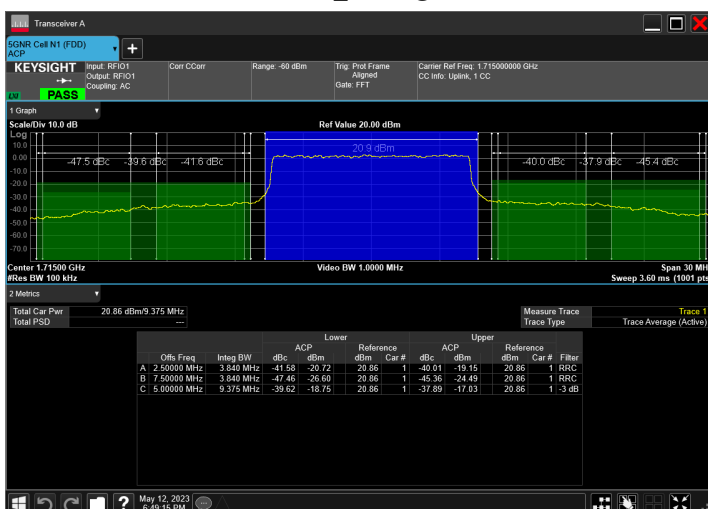 Transceiver A
5GNR Cell N1 (FDD)
ACP
KEYSIGHT
LXI
PASS
Input: RFIO1
Output: RFIO1
Coupling: AC
Corr CCorr
Range: -60 dBm
Trig: Prot Frame
Aligned
Gate: FFT
Carrier Ref Freq: 1.715000000 GHz
CC Info: Uplink, 1 CC
1 Graph
Scale/Div 10.0 dB
Ref Value 20.00 dBm
Log
10.0
20.9 dBm
0.00
-47.5 dBc -39.6 dBc -41.6 dBc -40.0 dBc -37.9 dBc -45.4 dBc
-10.0
-20.0
-30.0
-40.0
-50.0
-60.0
-70.0
Center 1.71500 GHz Video BW 1.0000 MHz Span 30 MH
#Res BW 100 kHz Sweep 3.60 ms (1001 pts
2 Metrics
Total Car Pwr 20.86 dBm/9.375 MHz Measure Trace Trace 1
Total PSD --- Trace Type Trace Average (Active)
Lower Upper
ACP Reference ACP Reference
Offs Freq Integ BW dBc dBm dBm Car # dBc dBm dBm Car # Filter
A 2.50000 MHz 3.840 MHz -41.58 -20.72 20.86 1 -40.01 -19.15 20.86 1 RRC
B 7.50000 MHz 3.840 MHz -47.46 -26.60 20.86 1 -45.36 -24.49 20.86 1 RRC
C 5.00000 MHz 9.375 MHz -39.62 -18.75 20.86 1 -37.89 -17.03 20.86 1 -3 dB
May 12, 2023
6:49:15 PM